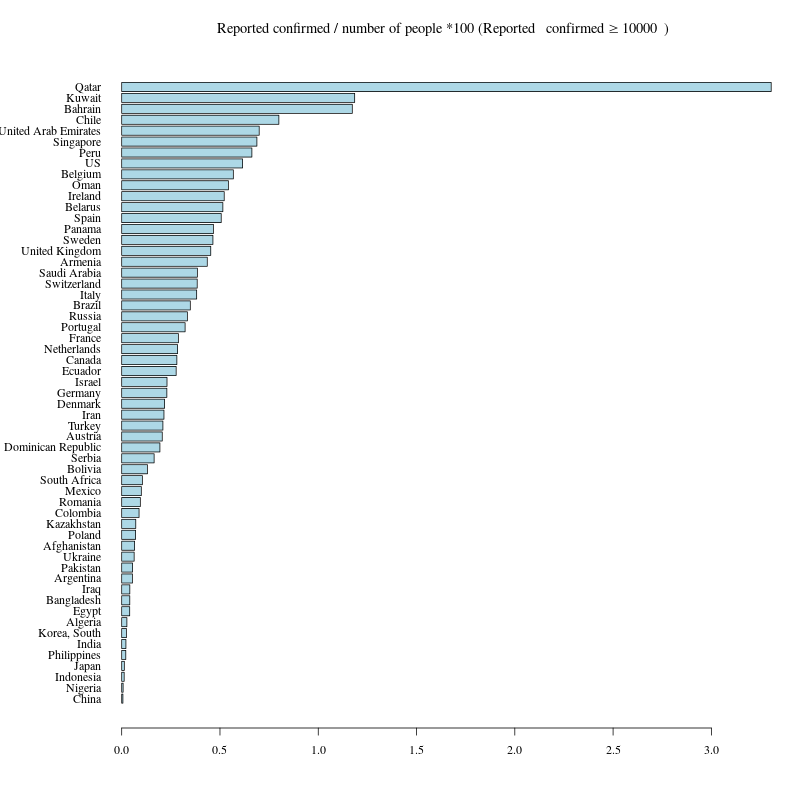 Reported confirmed / number of people *100 (Reported confirmed ≥ 10000 )
Qatar
Kuwait
Bahrain
Chile
United Arab Emirates
Singapore
Peru
US
Belgium
Oman
Ireland
Belarus
Spain
Panama
Sweden
United Kingdom
Armenia
Saudi Arabia
Switzerland
Italy
Brazil
Russia
Portugal
France
Netherlands
Canada
Ecuador
Israel
Germany
Denmark
Iran
Turkey
Austria
Dominican Republic
Serbia
Bolivia
South Africa
Mexico
Romania
Colombia
Kazakhstan
Poland
Afghanistan
Ukraine
Pakistan
Argentina
Iraq
Bangladesh
Egypt
Algeria
Korea, South
India
Philippines
Japan
Indonesia
Nigeria
China
0.0 0.5 1.0 1.5 2.0 2.5 3.0